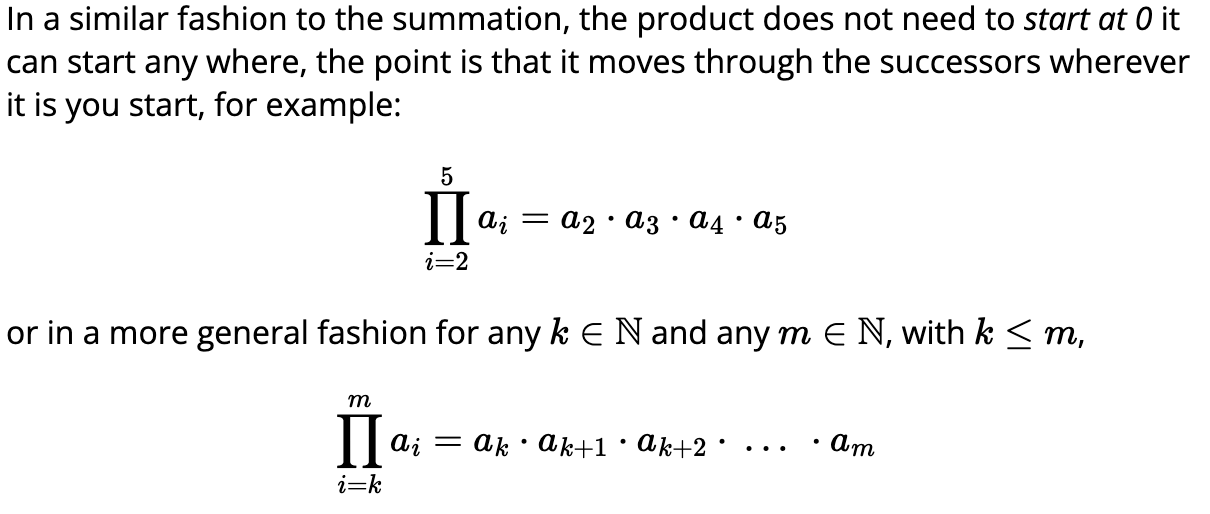 In a similar fashion to the summation, the product does not need to start at 0 it
can start any where, the point is that it moves through the successors wherever
it is you start, for example:
5
∏ aᵢ = a₂ · a₃ · a₄ · a₅
i=2
or in a more general fashion for any k ∈ ℕ and any m ∈ ℕ, with k ≤ m,
m
∏ aᵢ = aₖ · aₖ₊₁ · aₖ₊₂ · … · aₘ
i=k